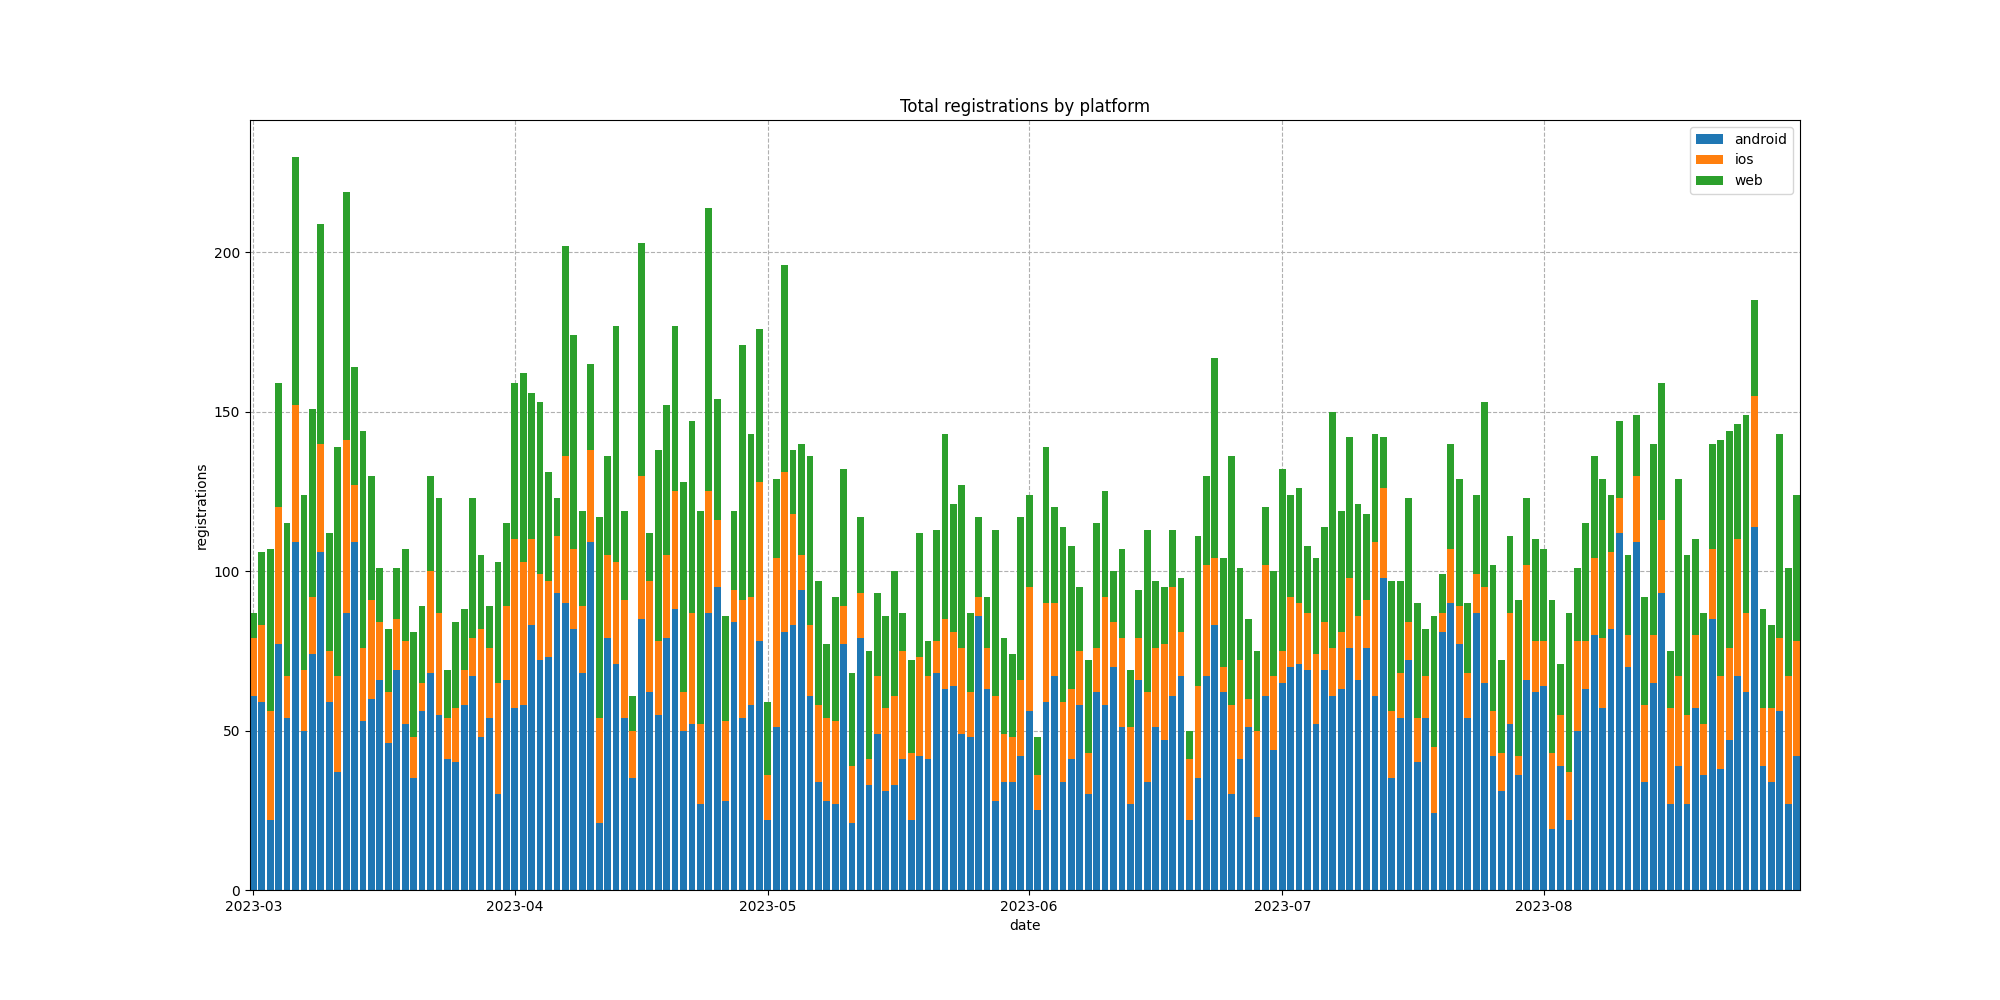 Total registrations by platform
android
ios
web
registrations
200
150
100
50
0
2023-03 2023-04 2023-05 2023-06 2023-07 2023-08
date